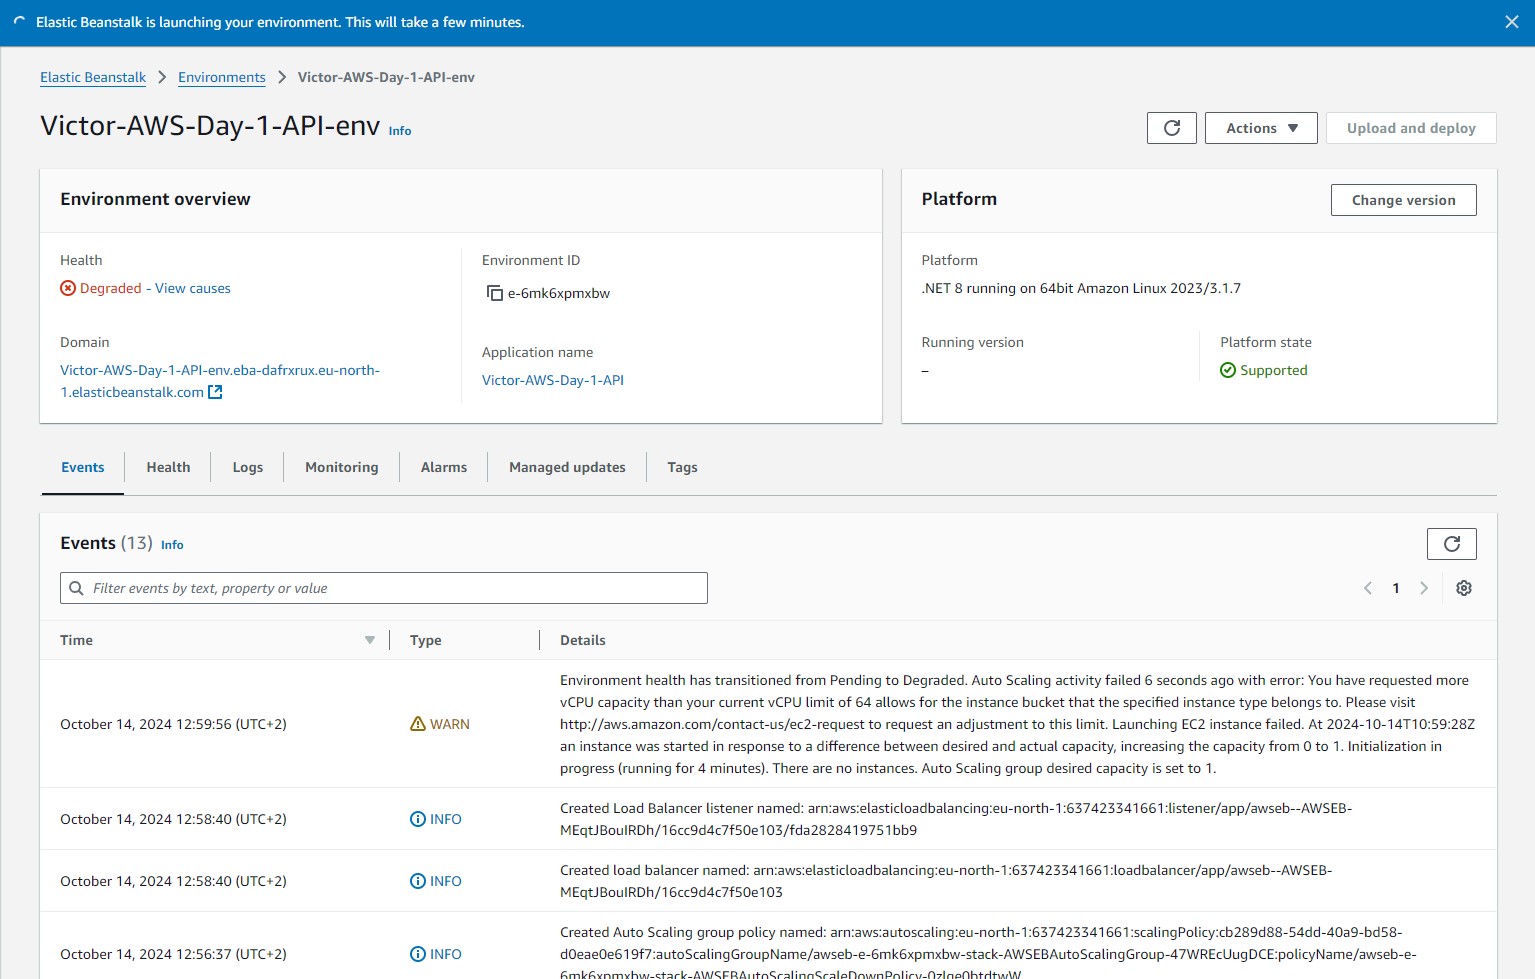 Elastic Beanstalk is launching your environment. This will take a few minutes.
Elastic Beanstalk > Environments > Victor-AWS-Day-1-API-env
Victor-AWS-Day-1-API-env Info
Actions
Upload and deploy
Environment overview
Health
Degraded - View causes
Domain
Victor-AWS-Day-1-API-env.eba-dafrxrux.eu-north-
1.elasticbeanstalk.com
Environment ID
e-6mk6xpmxbw
Application name
Victor-AWS-Day-1-API
Platform
Change version
Platform
.NET 8 running on 64bit Amazon Linux 2023/3.1.7
Running version
–
Platform state
Supported
Events
Health
Logs
Monitoring
Alarms
Managed updates
Tags
Events (13) Info
Filter events by text, property or value
1
Time
Type
Details
October 14, 2024 12:59:56 (UTC+2)
WARN
Environment health has transitioned from Pending to Degraded. Auto Scaling activity failed 6 seconds ago with error: You have requested more
vCPU capacity than your current vCPU limit of 64 allows for the instance bucket that the specified instance type belongs to. Please visit
http://aws.amazon.com/contact-us/ec2-request to request an adjustment to this limit. Launching EC2 instance failed. At 2024-10-14T10:59:28Z
an instance was started in response to a difference between desired and actual capacity, increasing the capacity from 0 to 1. Initialization in
progress (running for 4 minutes). There are no instances. Auto Scaling group desired capacity is set to 1.
October 14, 2024 12:58:40 (UTC+2)
INFO
Created Load Balancer listener named: arn:aws:elasticloadbalancing:eu-north-1:637423341661:listener/app/awseb--AWSEB-
MEqtJBouIRDh/16cc9d4c7f50e103/fda2828419751bb9
October 14, 2024 12:58:40 (UTC+2)
INFO
Created load balancer named: arn:aws:elasticloadbalancing:eu-north-1:637423341661:loadbalancer/app/awseb--AWSEB-
MEqtJBouIRDh/16cc9d4c7f50e103
October 14, 2024 12:56:37 (UTC+2)
INFO
Created Auto Scaling group policy named: arn:aws:autoscaling:eu-north-1:637423341661:scalingPolicy:cb289d88-54dd-40a9-bd58-
d0eae0e619f7:autoScalingGroupName/awseb-e-6mk6xpmxbw-stack-AWSEBAutoScalingGroup-47WREcUugDCE:policyName/awseb-e-
6mk6xpmxbw-stack-AWSEBAutoScalingScaleDownPolicy-0zlqe0btdtwW